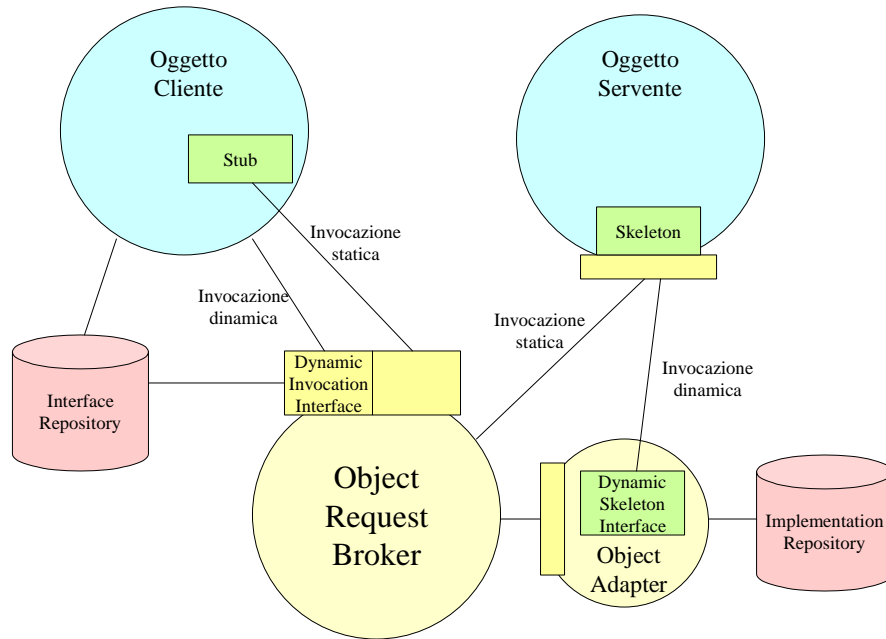 Oggetto
Cliente
Oggetto
Servente
Stub
Invocazione
statica
Skeleton
Invocazione
dinamica
Invocazione
statica
Invocazione
dinamica
Dynamic
Invocation
Interface
Interface
Repository
Object
Request
Broker
Dynamic
Skeleton
Interface
Object
Adapter
Implementation
Repository